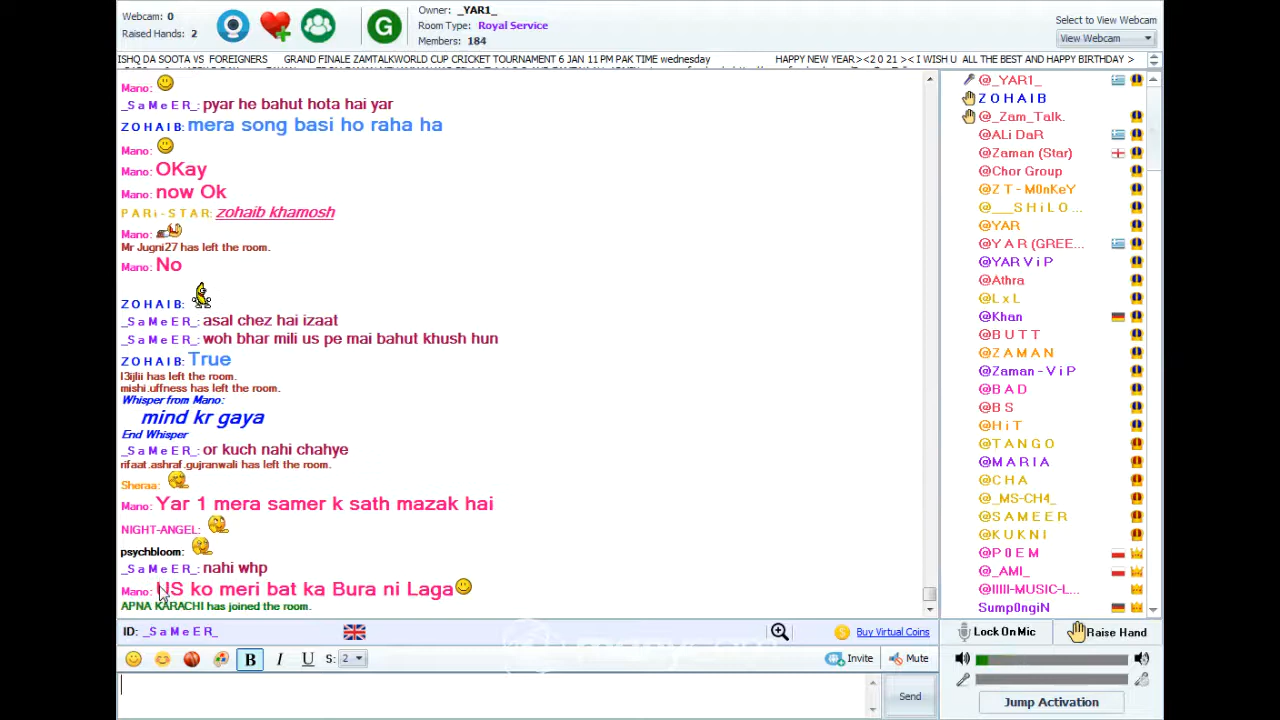 Webcam: 0
Raised Hands: 2
Owner: _YAR1_
Room Type: Royal Service
Members: 184
Select to View Webcam
View Webcam
ISHQ DA SOOTA VS FOREIGNERS GRAND FINALE ZAMTALKWORLD CUP CRICKET TOURNAMENT 6 JAN 11 PM PAK TIME wednesday HAPPY NEW YEAR><2 0 21 >< I WISH U ALL THE BEST AND HAPPY BIRTHDAY >
Mano:
_S a M e E R_: pyar he bahut hota hai yar
Z O H A I B: mera song basi ho raha ha
Mano:
Mano: OKay
Mano: now Ok
P A R i - S T A R: zohaib khamosh
Mano:
Mr Jugni27 has left the room.
Mano: No
Z O H A I B:
_S a M e E R_: asal chez hai izaat
_S a M e E R_: woh bhar mili us pe mai bahut khush hun
Z O H A I B: True
l3ijlii has left the room.
mishi.uffness has left the room.
Whisper from Mano:
mind kr gaya
End Whisper
_S a M e E R_: or kuch nahi chahye
rifaat.ashraf.gujranwali has left the room.
Sheraa:
Mano: Yar 1 mera samer k sath mazak hai
NIGHT-ANGEL:
psychbloom:
_S a M e E R_: nahi whp
Mano: US ko meri bat ka Bura ni Laga
APNA KARACHI has joined the room.
@_YAR1_
Z O H A I B
@_Zam_Talk.
@ALi DaR
@Zaman (Star)
@Chor Group
@Z T - M0nKeY
@___S H i L O ...
@YAR
@Y A R (GREE...
@YAR V i P
@Athra
@L x L
@Khan
@B U T T
@Z A M A N
@Zaman - V i P
@B A D
@B S
@H i T
@T A N G O
@M A R I A
@C H A
@_MS-CH4_
@S A M E E R
@K U K N I
@P 0 E M
@_AMI_
@IIIII-MUSIC-L...
Sump0ngiN
ID: _S a M e E R_
Buy Virtual Coins
Lock On Mic
Raise Hand
B I U S: 2
Invite
Mute
Send
Jump Activation